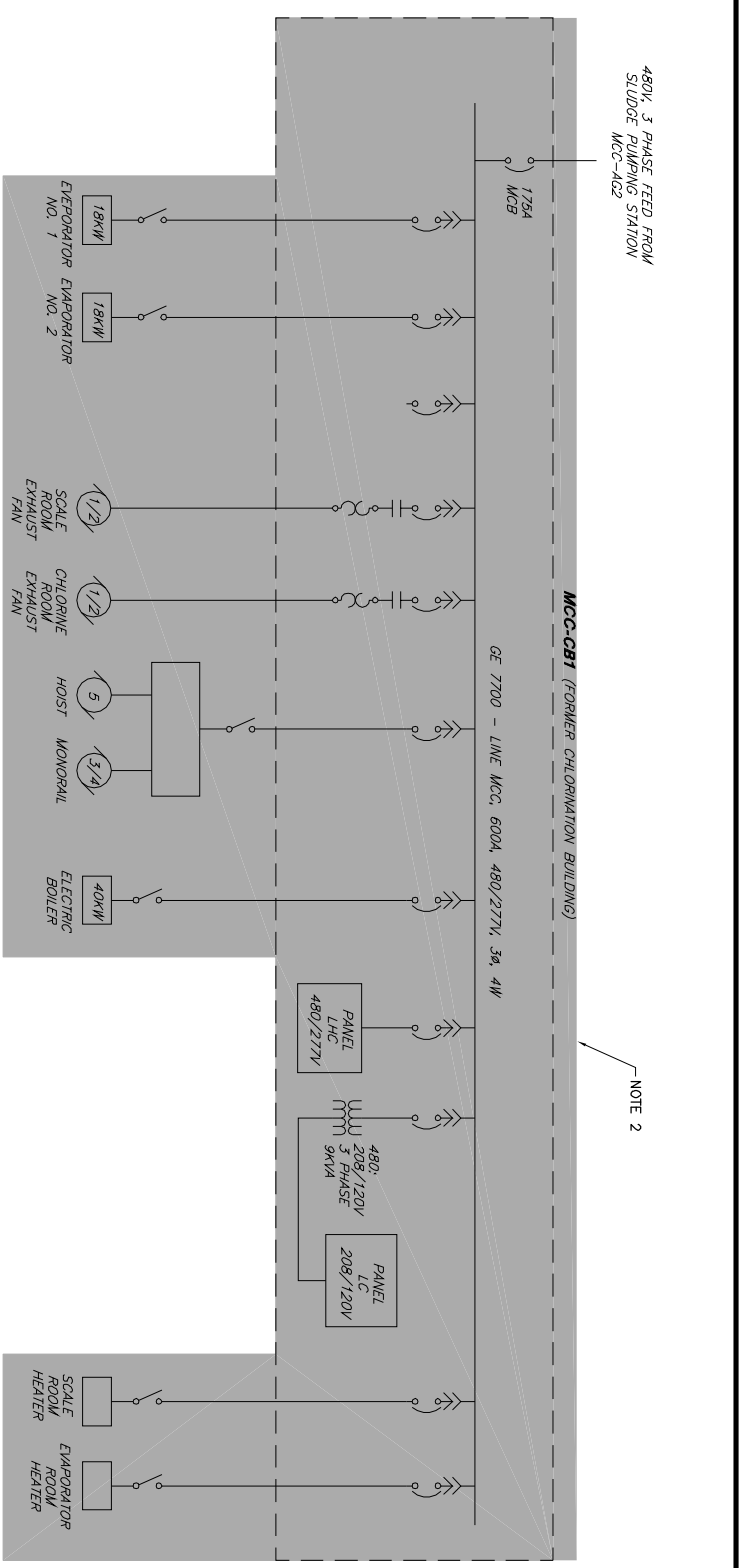 480V, 3 PHASE FEED FROM
SLUDGE PUMPING STATION
MCC-AG2
NOTE 2
MCC-CB1 (FORMER CHLORINATION BUILDING)
175A
MCB
GE 7700 - LINE MCC, 600A, 480/277V, 3ø, 4W
PANEL
LHC
480/277V
480:
208/120V
3 PHASE
9KVA
PANEL
LC
208/120V
18KW
EVEPORATOR
NO. 1
18KW
EVAPORATOR
NO. 2
1/2
SCALE
ROOM
EXHAUST
FAN
1/2
CHLORINE
ROOM
EXHAUST
FAN
5
HOIST
3/4
MONORAIL
40KW
ELECTRIC
BOILER
SCALE
ROOM
HEATER
EVAPORATOR
ROOM
HEATER